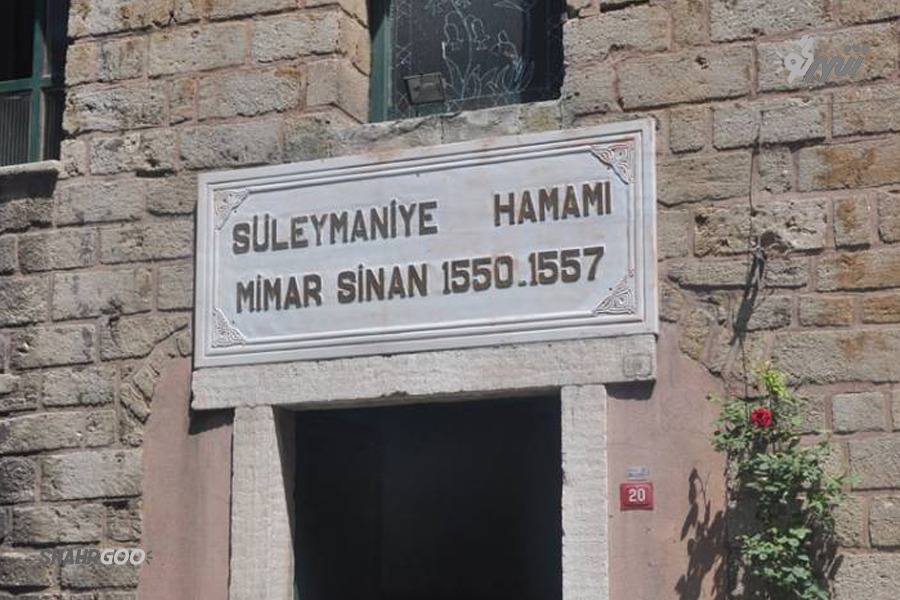 SÜLEYMANİYE HAMAMI
MİMAR SİNAN 1550.1557
20
SHAHRGOO